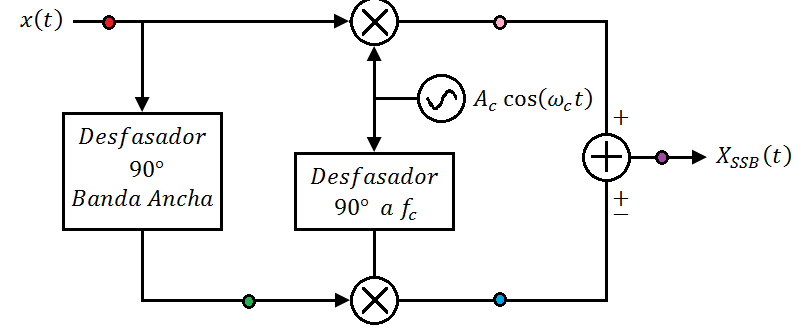 x(t)
A_c cos(ω_c t)
Desfasador
90°
Banda Ancha
Desfasador
90° a f_c
+
X_SSB(t)
±